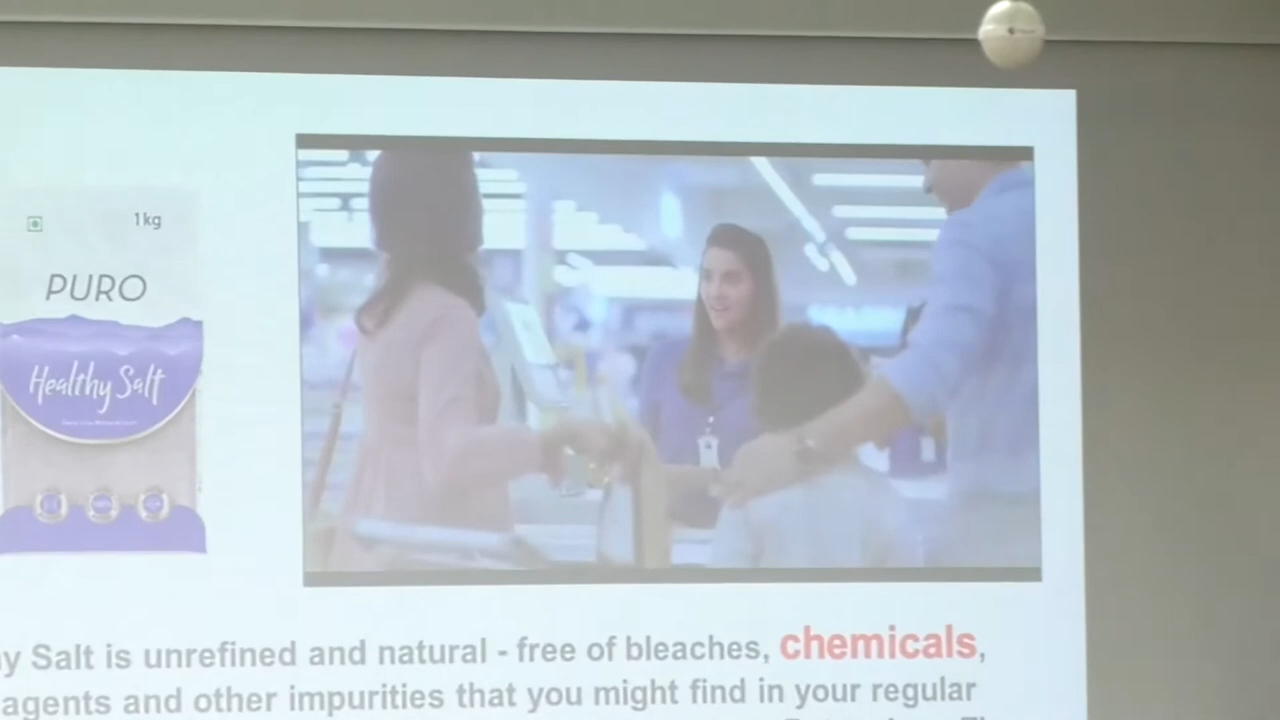 1kg
PURO
Healthy Salt
y Salt is unrefined and natural - free of bleaches, chemicals,
agents and other impurities that you might find in your regular